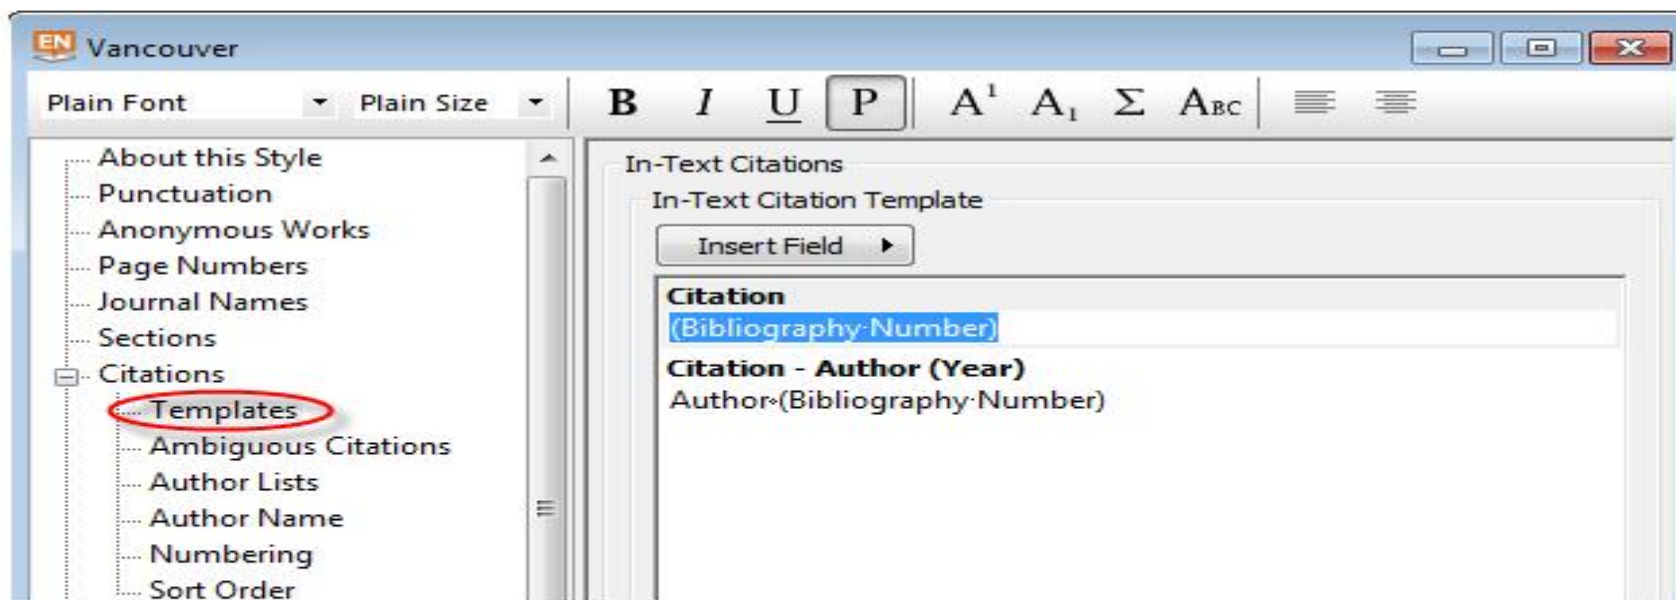 EN Vancouver
Plain Font Plain Size B I U P A¹ A₁ Σ ABC
About this Style
Punctuation
Anonymous Works
Page Numbers
Journal Names
Sections
Citations
Templates
Ambiguous Citations
Author Lists
Author Name
Numbering
Sort Order
In-Text Citations
In-Text Citation Template
Insert Field
Citation
(Bibliography·Number)
Citation - Author (Year)
Author·(Bibliography·Number)